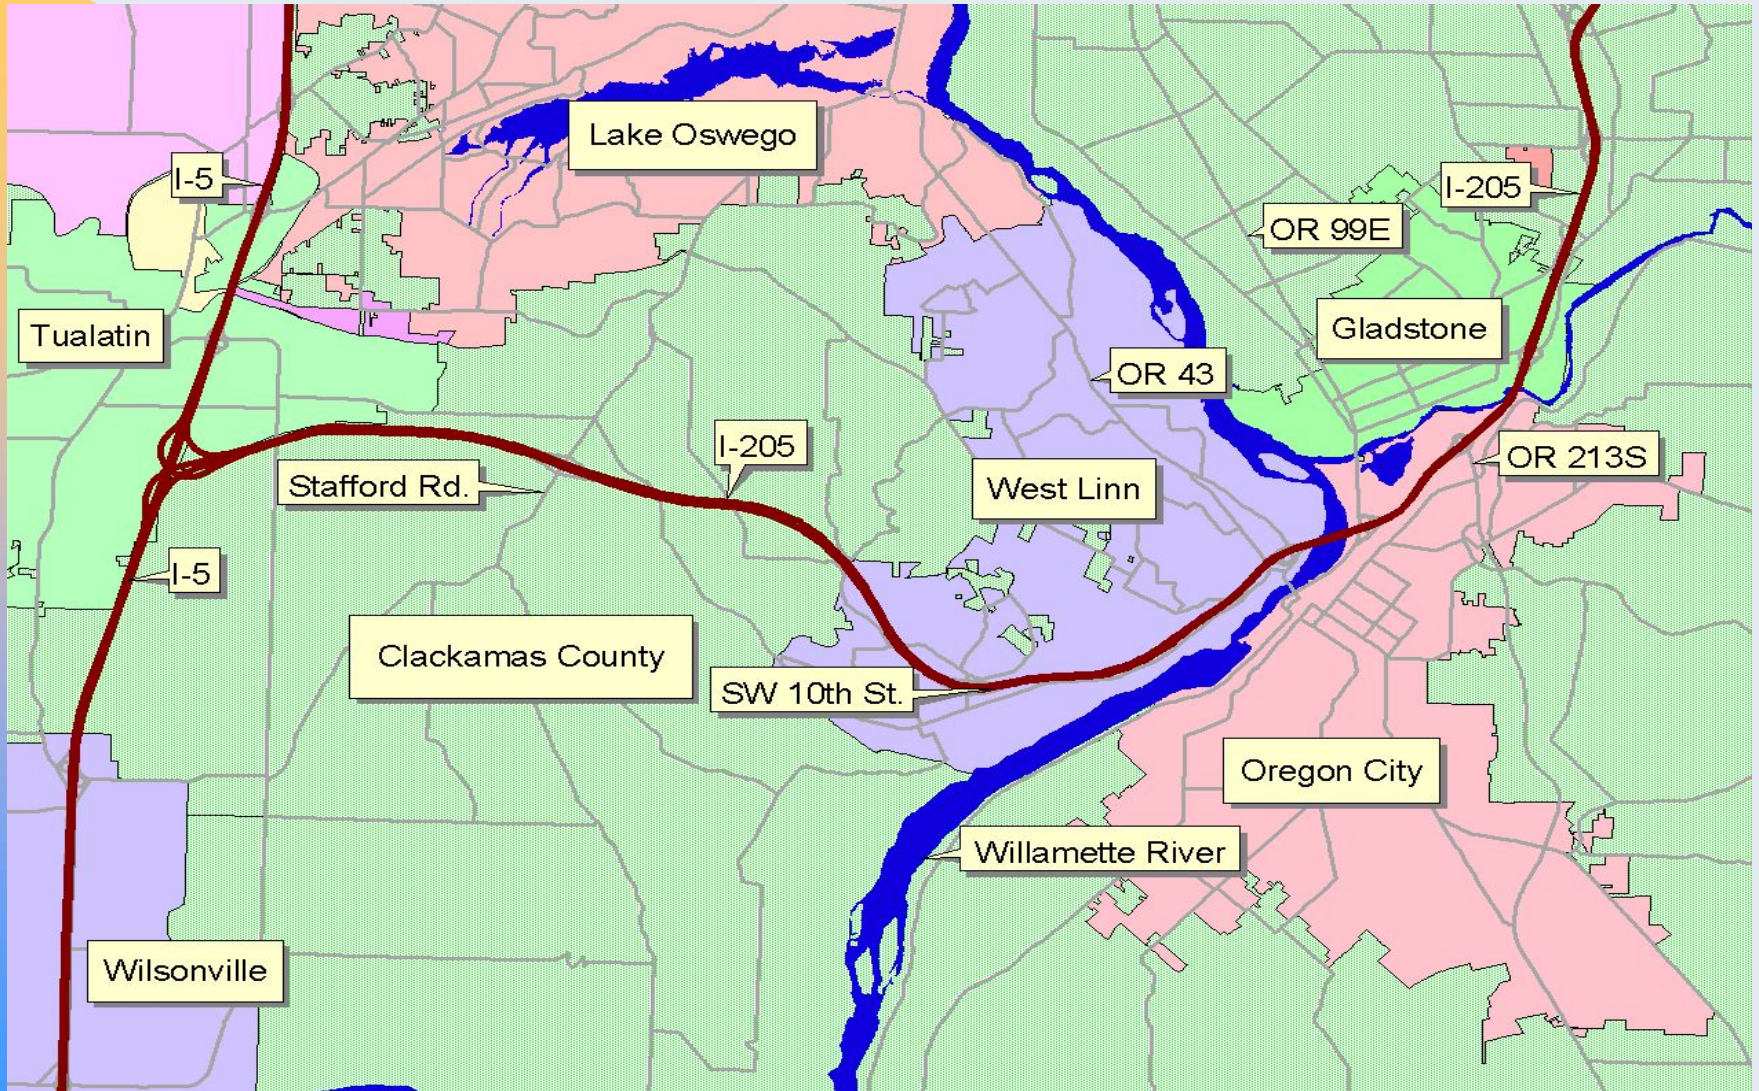 Lake Oswego
I-5
I-205
OR 99E
Tualatin
Gladstone
OR 43
I-205
OR 213S
Stafford Rd.
West Linn
I-5
Clackamas County
SW 10th St.
Oregon City
Willamette River
Wilsonville